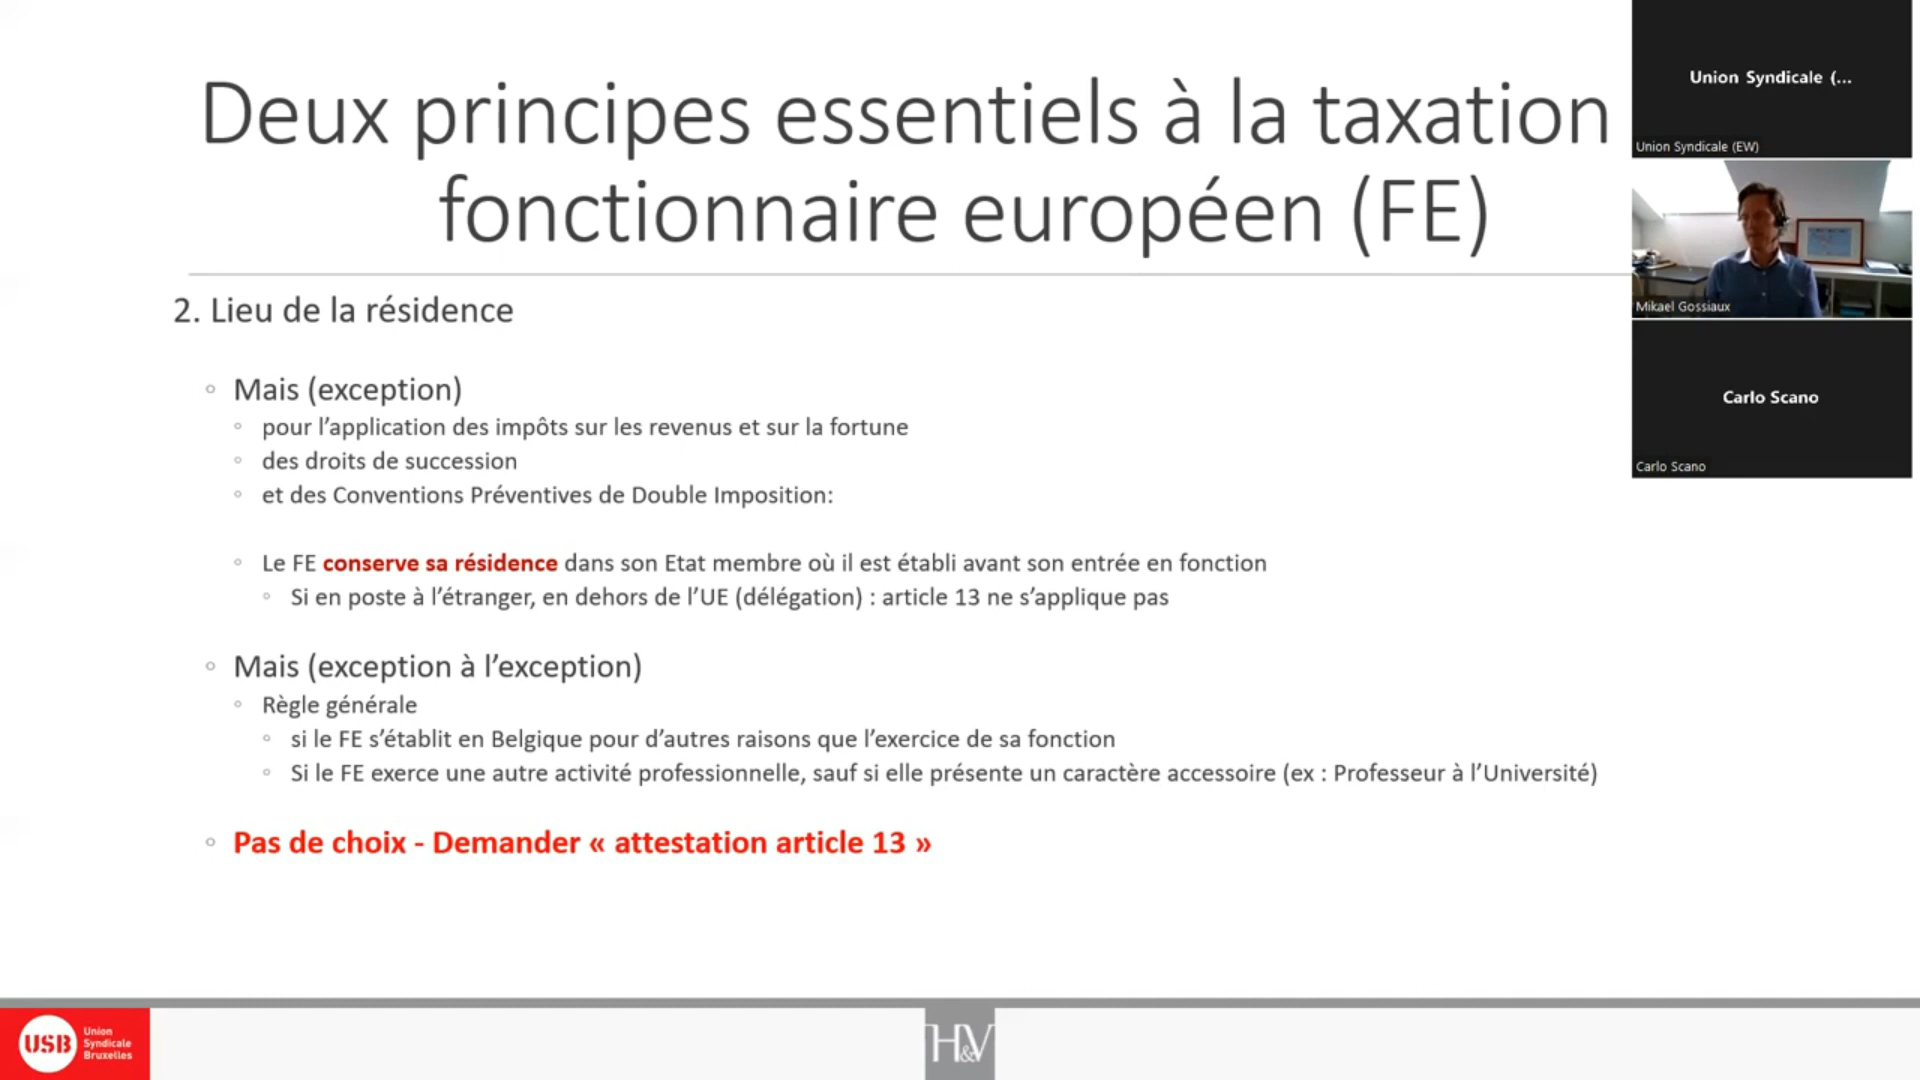 Deux principes essentiels à la taxation
fonctionnaire européen (FE)
2. Lieu de la résidence
Mais (exception)
pour l’application des impôts sur les revenus et sur la fortune
des droits de succession
et des Conventions Préventives de Double Imposition:
Le FE conserve sa résidence dans son Etat membre où il est établi avant son entrée en fonction
Si en poste à l’étranger, en dehors de l’UE (délégation) : article 13 ne s’applique pas
Mais (exception à l’exception)
Règle générale
si le FE s’établit en Belgique pour d’autres raisons que l’exercice de sa fonction
Si le FE exerce une autre activité professionnelle, sauf si elle présente un caractère accessoire (ex : Professeur à l’Université)
Pas de choix - Demander « attestation article 13 »
Union Syndicale (...
Union Syndicale (EW)
Mikael Gossiaux
Carlo Scano
Carlo Scano
USB
Union
Syndicale
Bruxelles
H&V